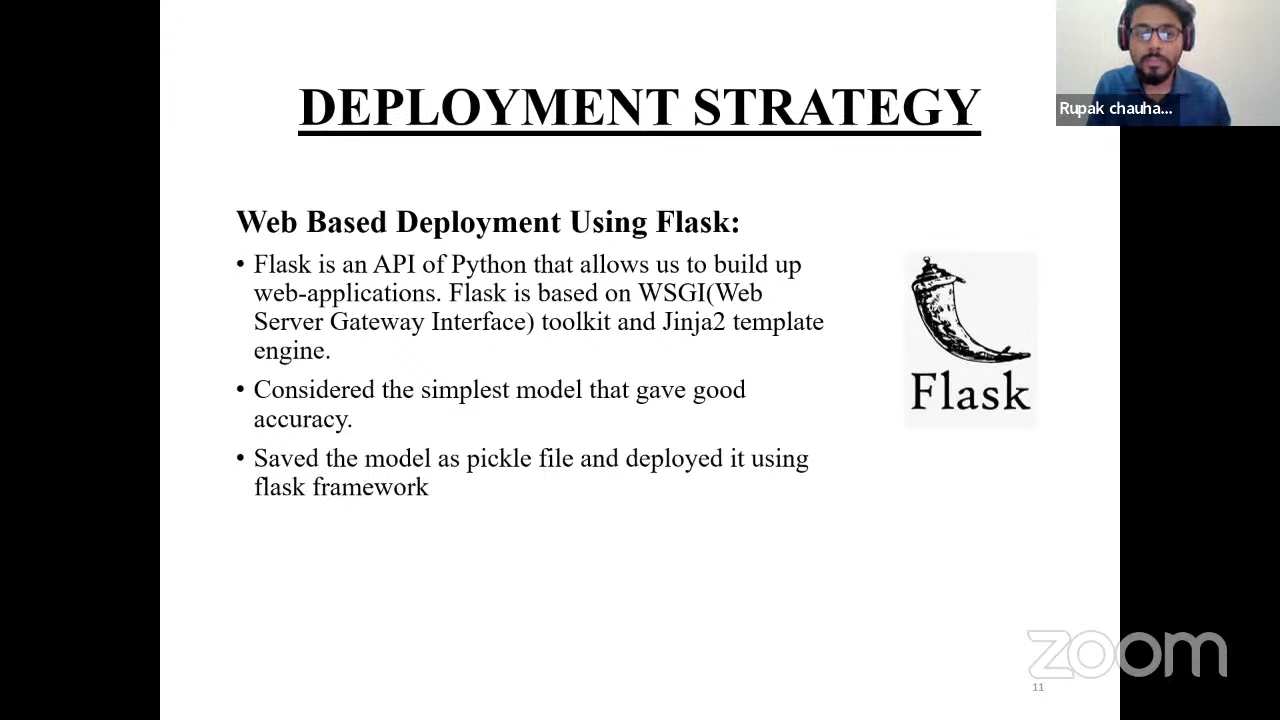 DEPLOYMENT STRATEGY
Rupak chauha...
Web Based Deployment Using Flask:
• Flask is an API of Python that allows us to build up
web-applications. Flask is based on WSGI(Web
Server Gateway Interface) toolkit and Jinja2 template
engine.
• Considered the simplest model that gave good
accuracy.
• Saved the model as pickle file and deployed it using
flask framework
Flask
zoom
11